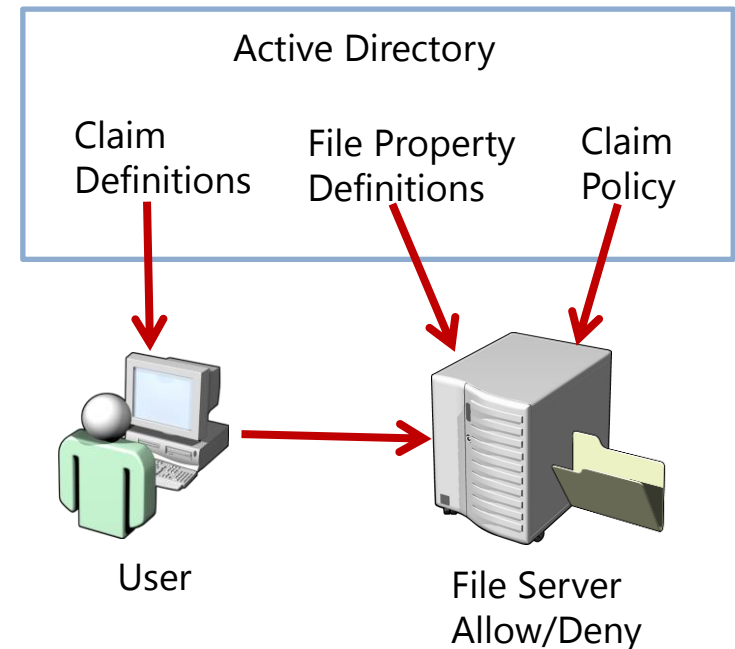 Active Directory
Claim
Definitions
File Property
Definitions
Claim
Policy
User
File Server
Allow/Deny